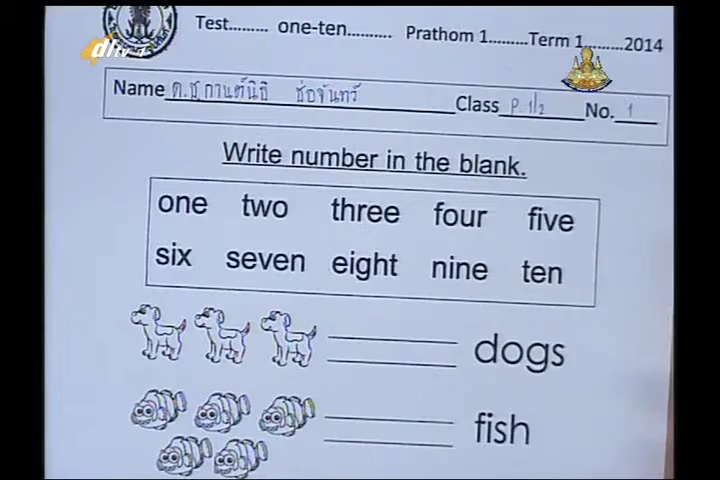 Test......... one-ten.......... Prathom 1.........Term 1.........2014
dltv
Name ด.ช.กานต์นิธิ ช่อจันทร์ Class P.1/2 No. 1
Write number in the blank.
one two three four five
six seven eight nine ten
dogs
fish